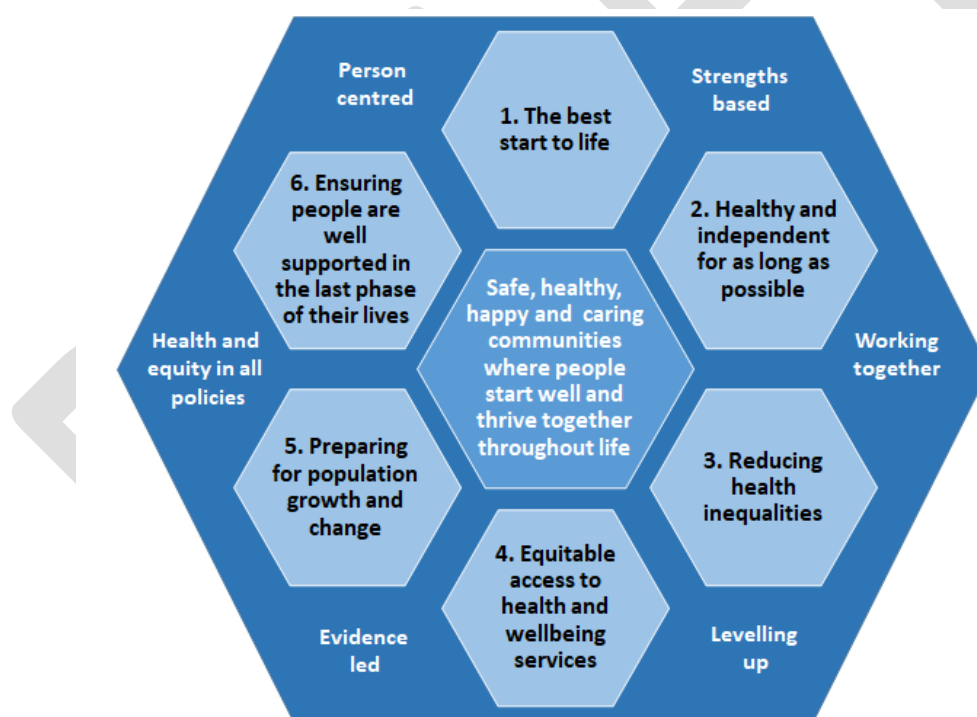 Person
centred
Strengths
based
1. The best
start to life
6. Ensuring
people are
well
supported in
the last phase
of their lives
2. Healthy and
independent
for as long as
possible
Safe, healthy,
happy and caring
communities
where people
start well and
thrive together
throughout life
Health and
equity in all
policies
Working
together
5. Preparing
for population
growth and
change
3. Reducing
health
inequalities
4. Equitable
access to
health and
wellbeing
services
Evidence
led
Levelling
up